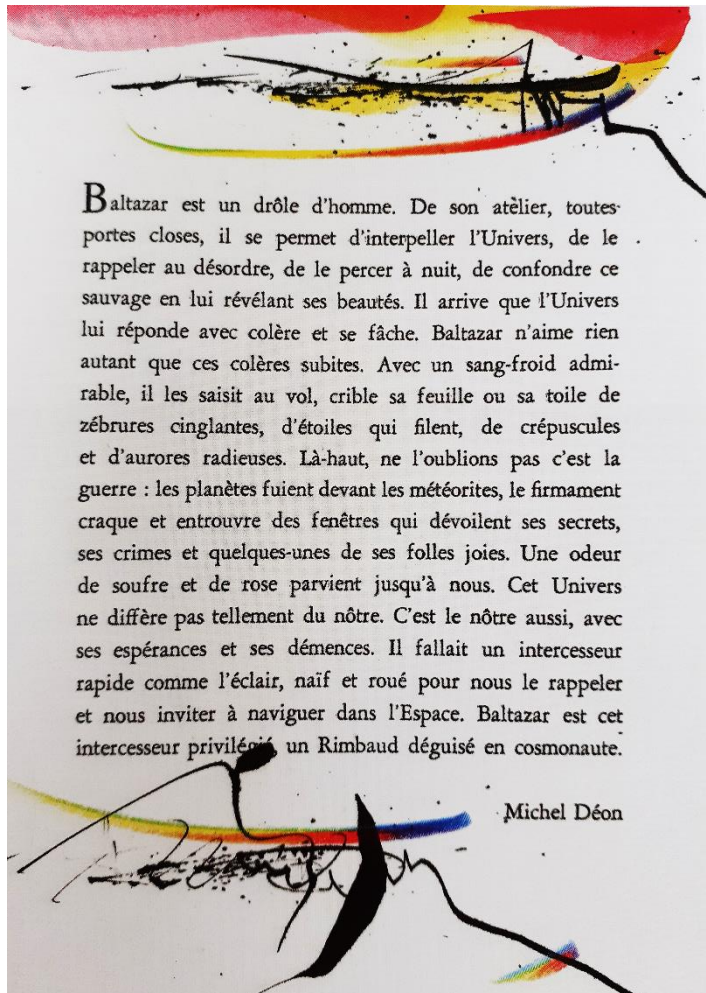 Baltazar est un drôle d'homme. De son atèlier, toutes
portes closes, il se permet d'interpeller l'Univers, de le
rappeler au désordre, de le percer à nuit, de confondre ce
sauvage en lui révélant ses beautés. Il arrive que l'Univers
lui réponde avec colère et se fâche. Baltazar n'aime rien
autant que ces colères subites. Avec un sang-froid admi-
rable, il les saisit au vol, crible sa feuille ou sa toile de
zébrures cinglantes, d'étoiles qui filent, de crépuscules
et d'aurores radieuses. Là-haut, ne l'oublions pas c'est la
guerre : les planètes fuient devant les météorites, le firmament
craque et entrouvre des fenêtres qui dévoilent ses secrets,
ses crimes et quelques-unes de ses folles joies. Une odeur
de soufre et de rose parvient jusqu'à nous. Cet Univers
ne diffère pas tellement du nôtre. C'est le nôtre aussi, avec
ses espérances et ses démences. Il fallait un intercesseur
rapide comme l'éclair, naïf et roué pour nous le rappeler
et nous inviter à naviguer dans l'Espace. Baltazar est cet
intercesseur privilégié, un Rimbaud déguisé en cosmonaute.
Michel Déon